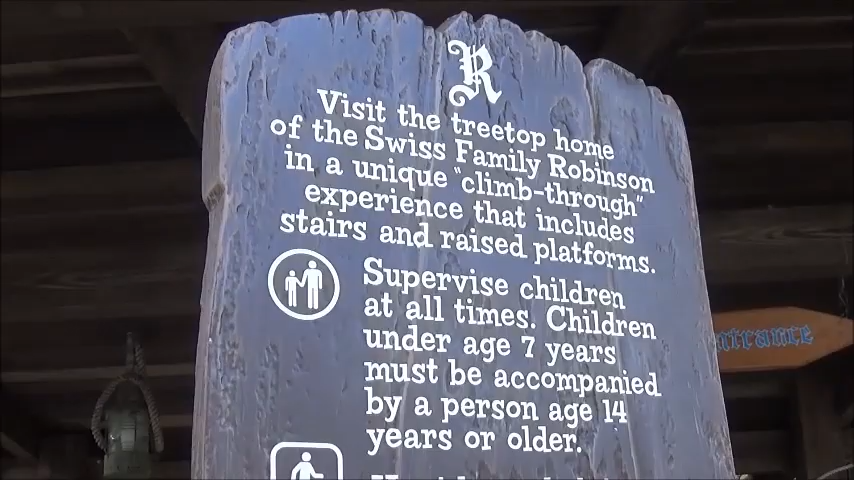 R
Visit the treetop home
of the Swiss Family Robinson
in a unique "climb-through"
experience that includes
stairs and raised platforms.
Supervise children
at all times. Children
under age 7 years
must be accompanied
by a person age 14
years or older.